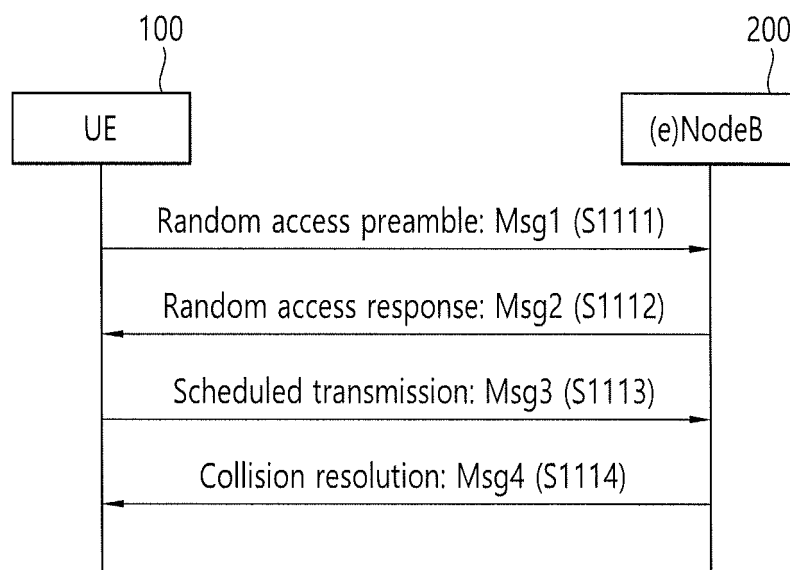 100
200
UE
(e)NodeB
Random access preamble: Msg1 (S1111)
Random access response: Msg2 (S1112)
Scheduled transmission: Msg3 (S1113)
Collision resolution: Msg4 (S1114)